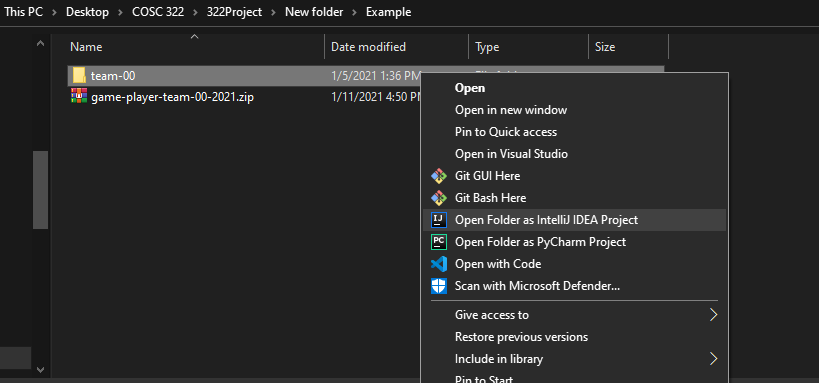 This PC > Desktop > COSC 322 > 322Project > New folder > Example
Name Date modified Type Size
team-00 1/5/2021 1:36 PM
game-player-team-00-2021.zip 1/11/2021 4:50 P
Open
Open in new window
Pin to Quick access
Open in Visual Studio
Git GUI Here
Git Bash Here
IJ Open Folder as IntelliJ IDEA Project
PC Open Folder as PyCharm Project
Open with Code
Scan with Microsoft Defender...
Give access to >
Restore previous versions
Include in library >
Pin to Start